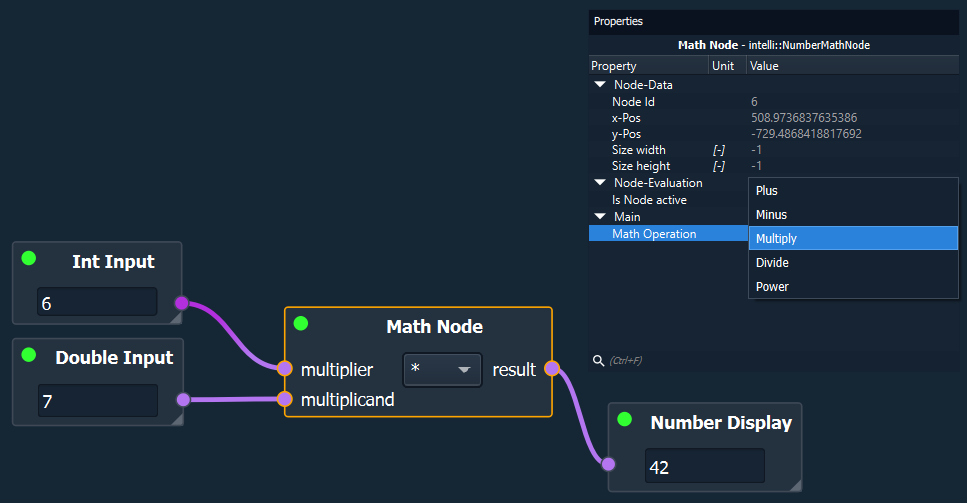 Properties
Math Node - intelli::NumberMathNode
Property Unit Value
Node-Data
Node Id 6
x-Pos 508.9736837635386
y-Pos -729.4868418817692
Size width [-] -1
Size height [-] -1
Node-Evaluation
Is Node active
Main
Math Operation
Plus
Minus
Multiply
Divide
Power
(Ctrl+F)
Int Input
6
Double Input
7
Math Node
multiplier * result
multiplicand
Number Display
42